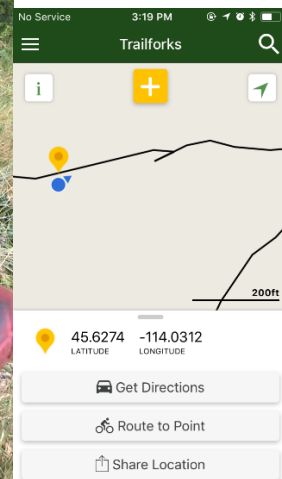 No Service 3:19 PM
Trailforks
i
200ft
45.6274 -114.0312
LATITUDE LONGITUDE
Get Directions
Route to Point
Share Location